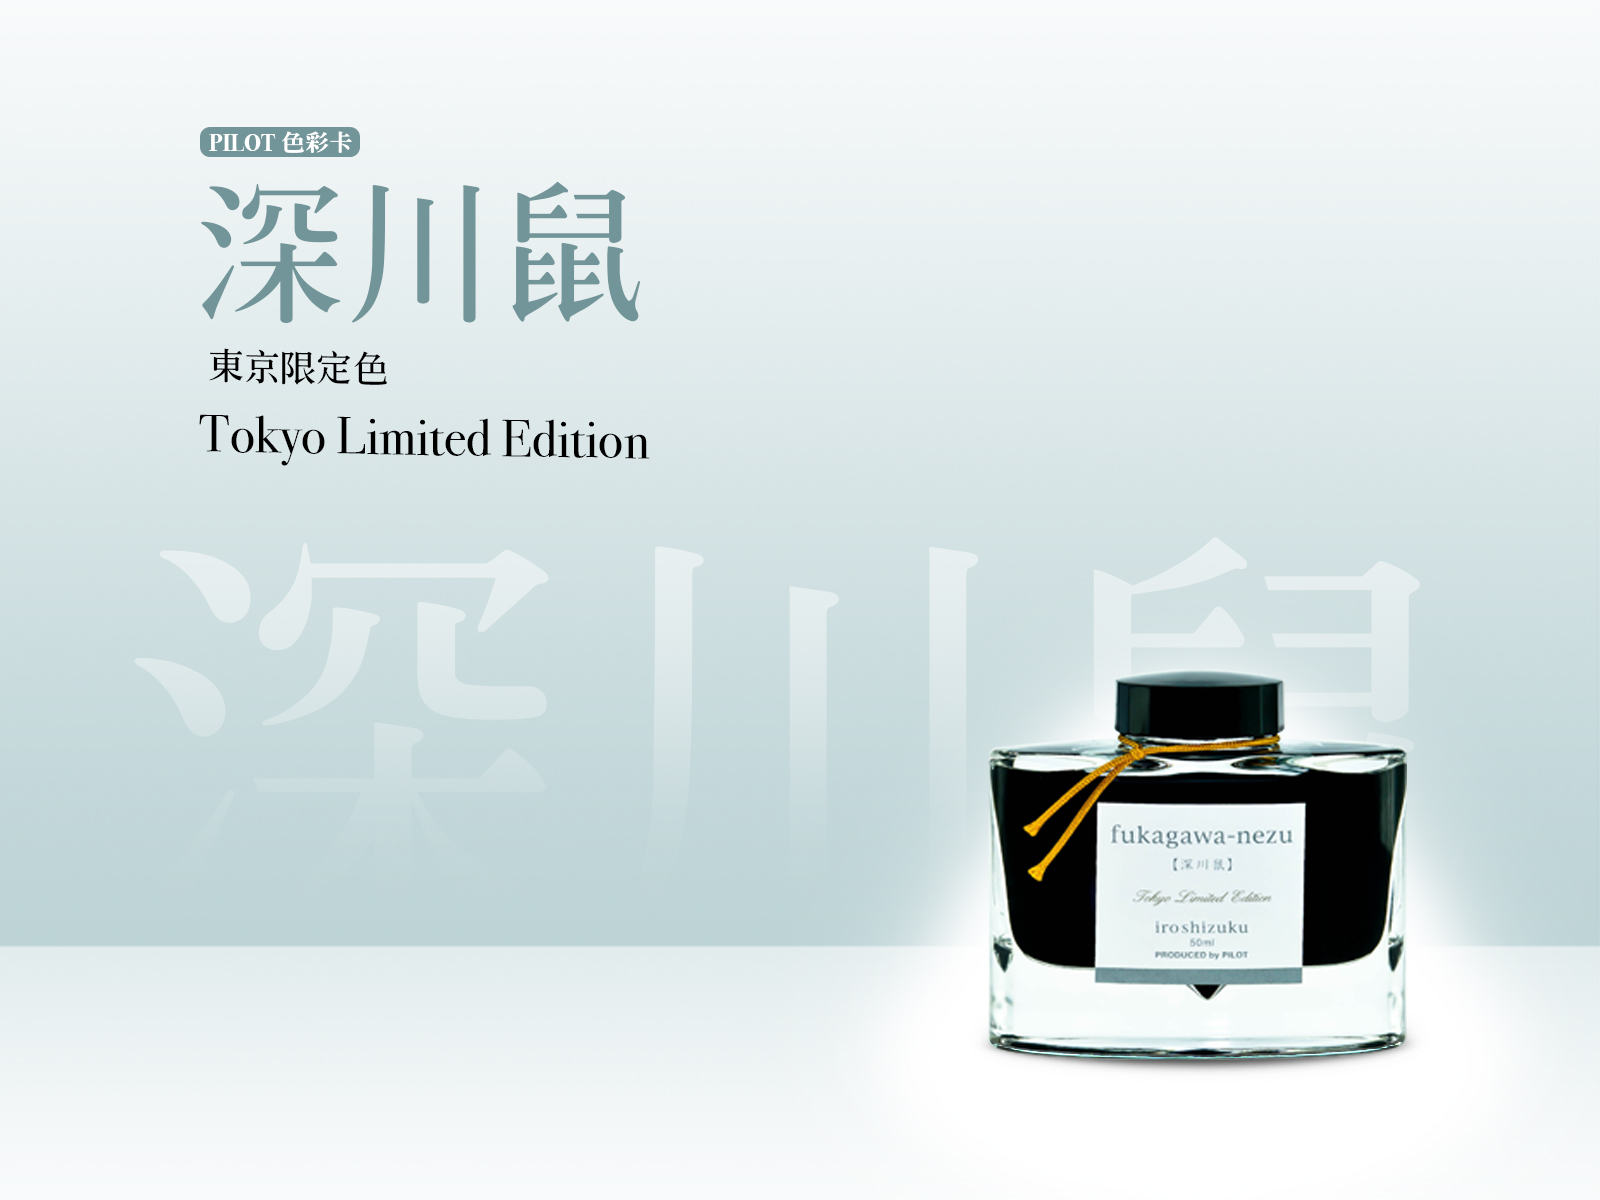 PILOT 色彩卡
深川鼠
東京限定色
Tokyo Limited Edition
深川鼠
fukagawa-nezu
【深川鼠】
Tokyo Limited Edition
iroshizuku
50ml
PRODUCED by PILOT